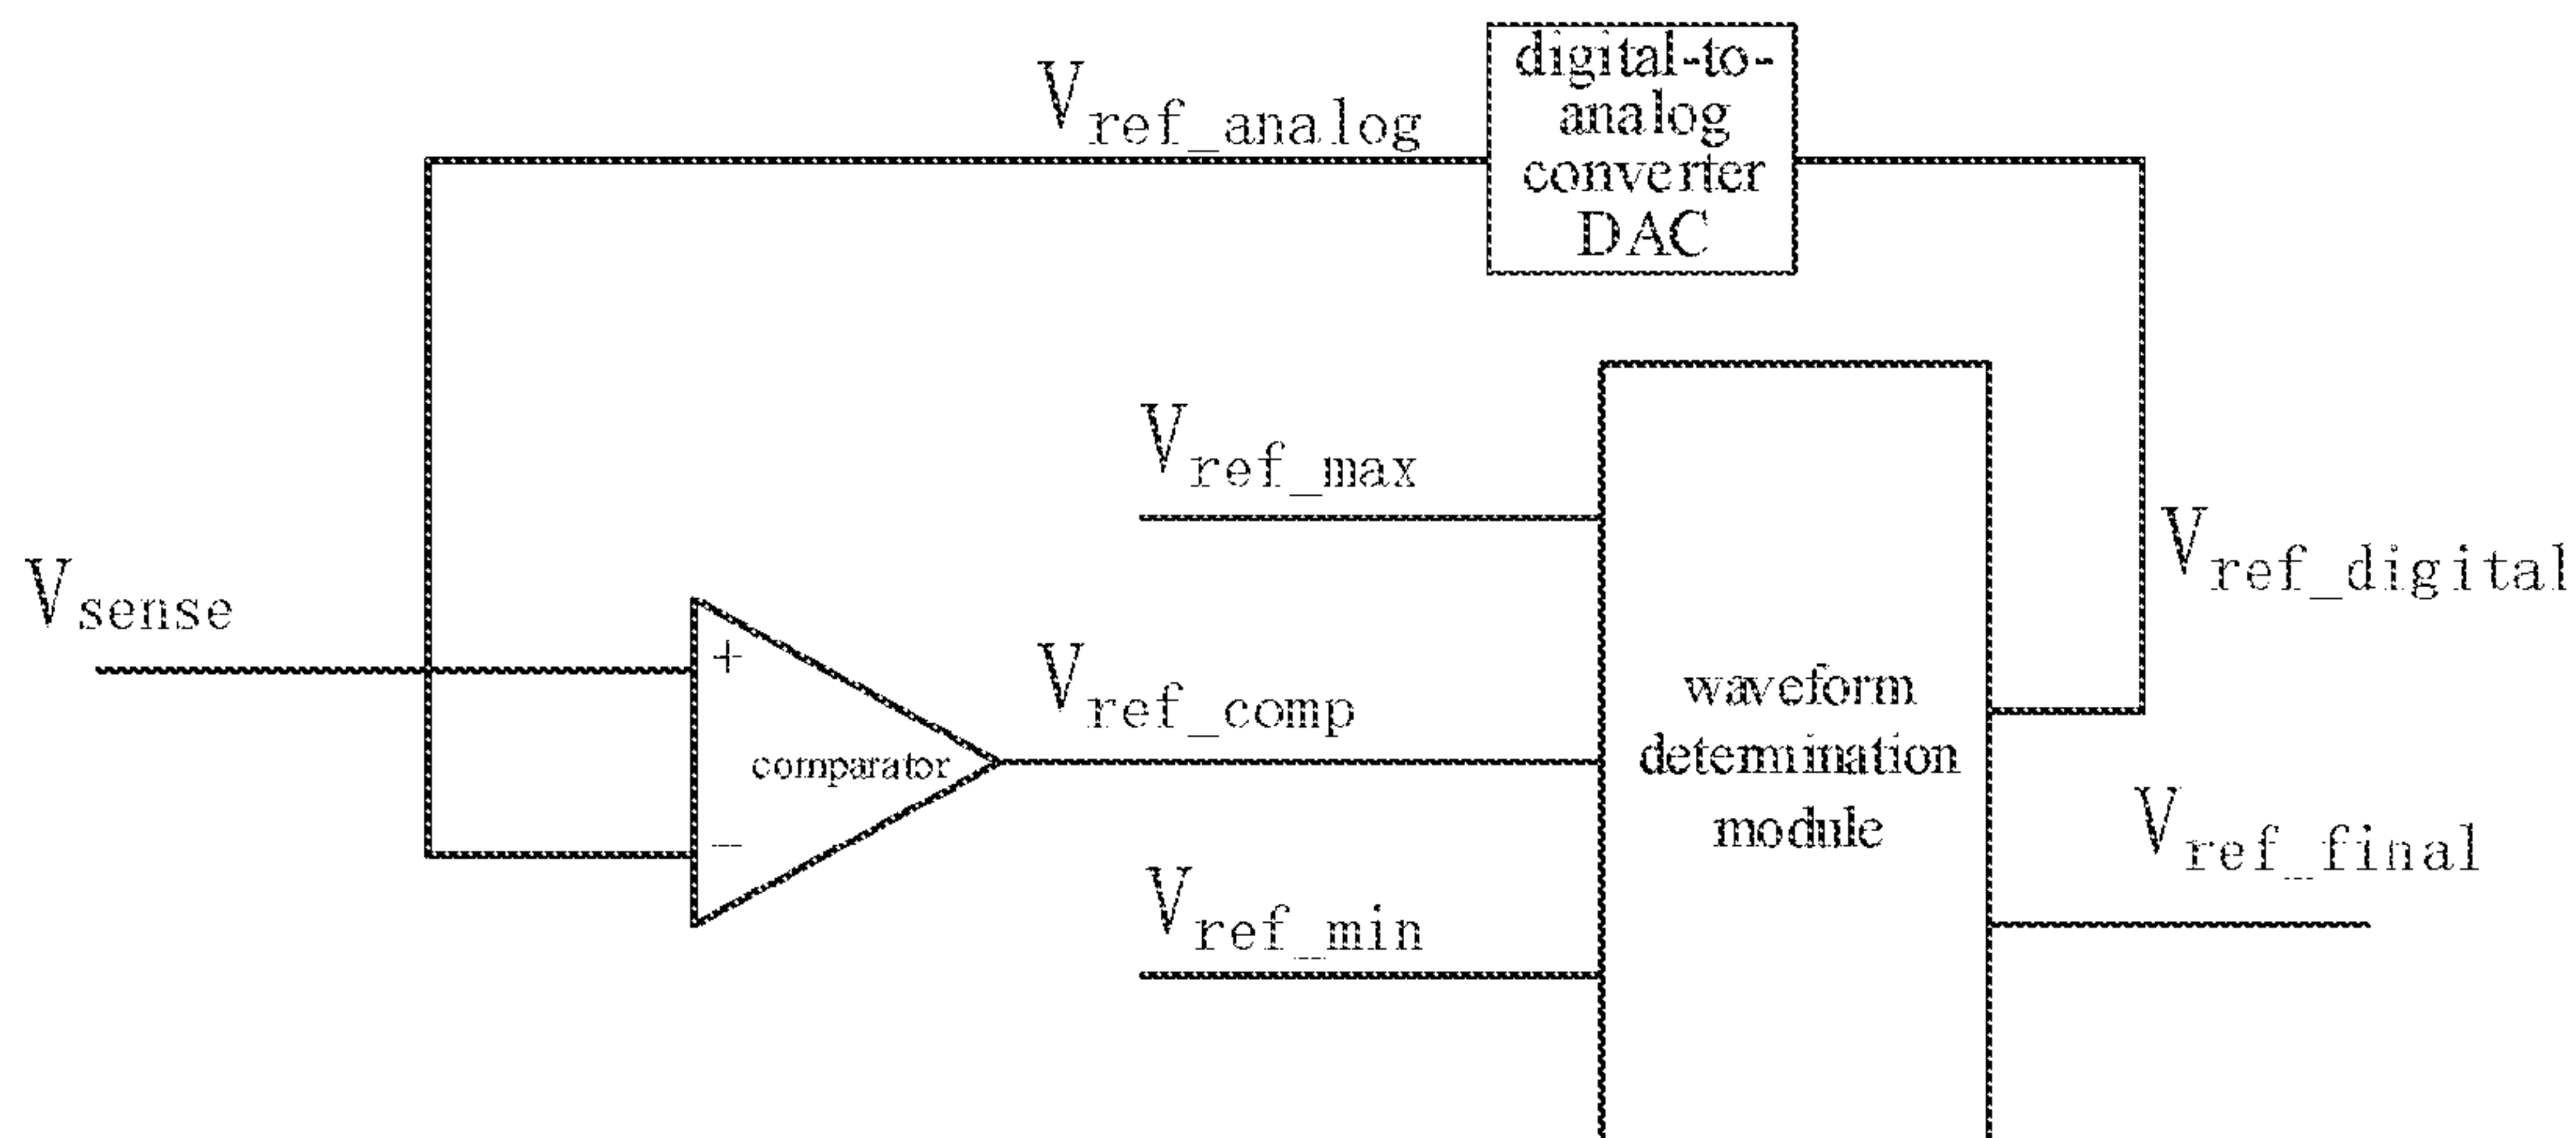 digital-to-
analog
converter
DAC
Vref_analog
Vref_max
Vref_digital
Vsense
+
Vref_comp
waveform
determination
module
comparator
−
Vref_final
Vref_min